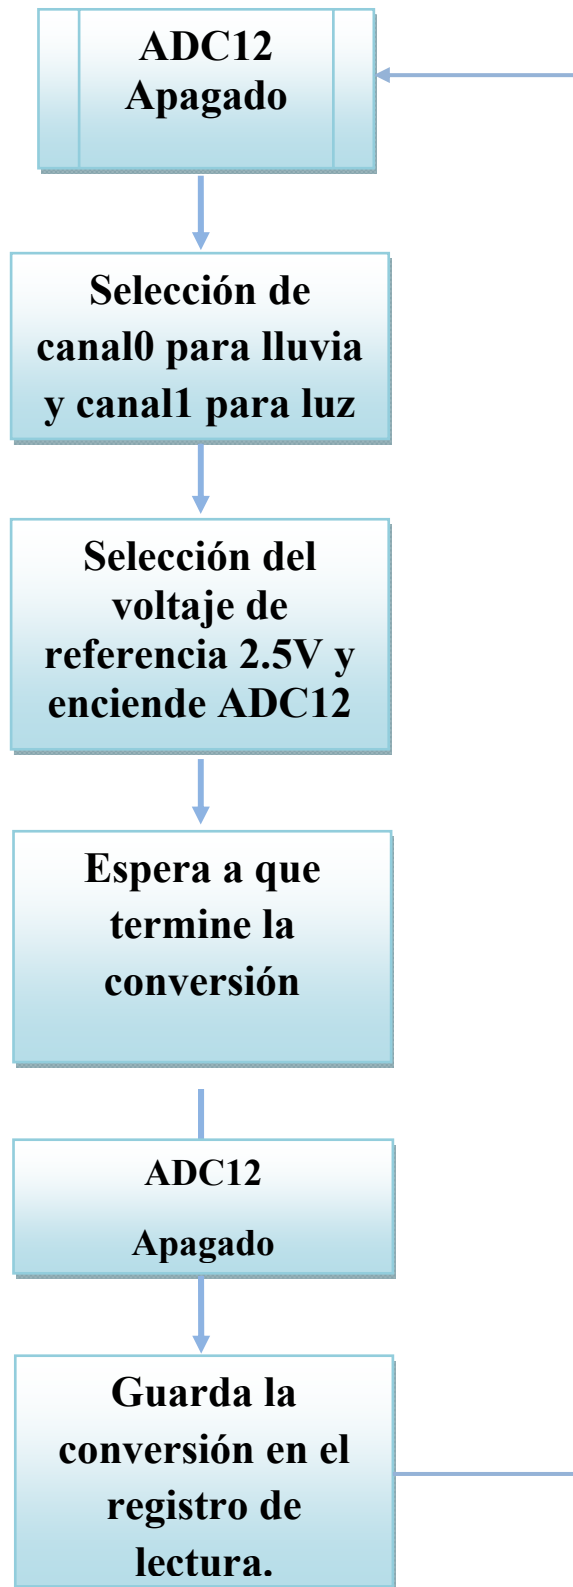 ADC12
Apagado
Selección de
canal0 para lluvia
y canal1 para luz
Selección del
voltaje de
referencia 2.5V y
enciende ADC12
Espera a que
termine la
conversión
ADC12
Apagado
Guarda la
conversión en el
registro de
lectura.